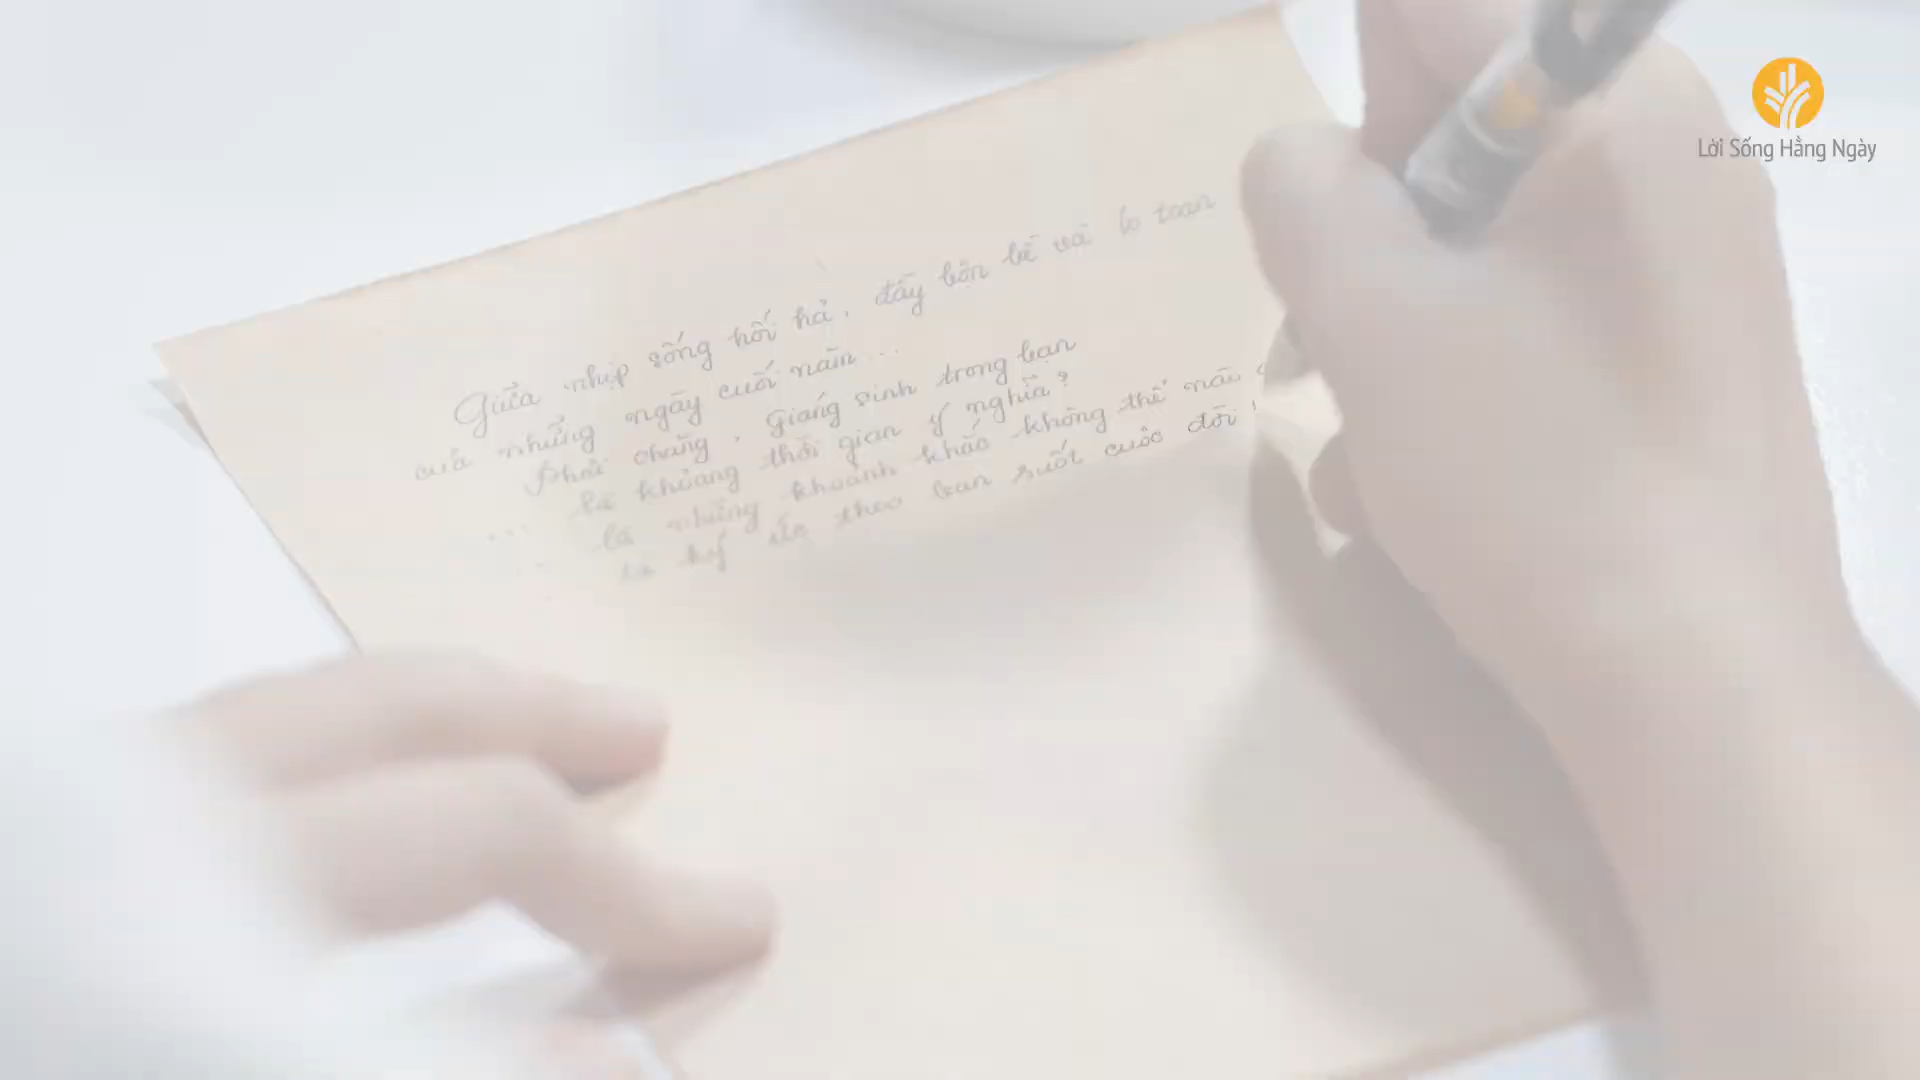 Lời Sống Hằng Ngày
Giữa nhịp sống hối hả, đầy bộn bề và lo toan
của những ngày cuối năm...
Phải chăng, Giáng sinh trong bạn
... là khoảng thời gian ý nghĩa?
... là những khoảnh khắc không thể nào
là ký ức theo bạn suốt cuộc đời